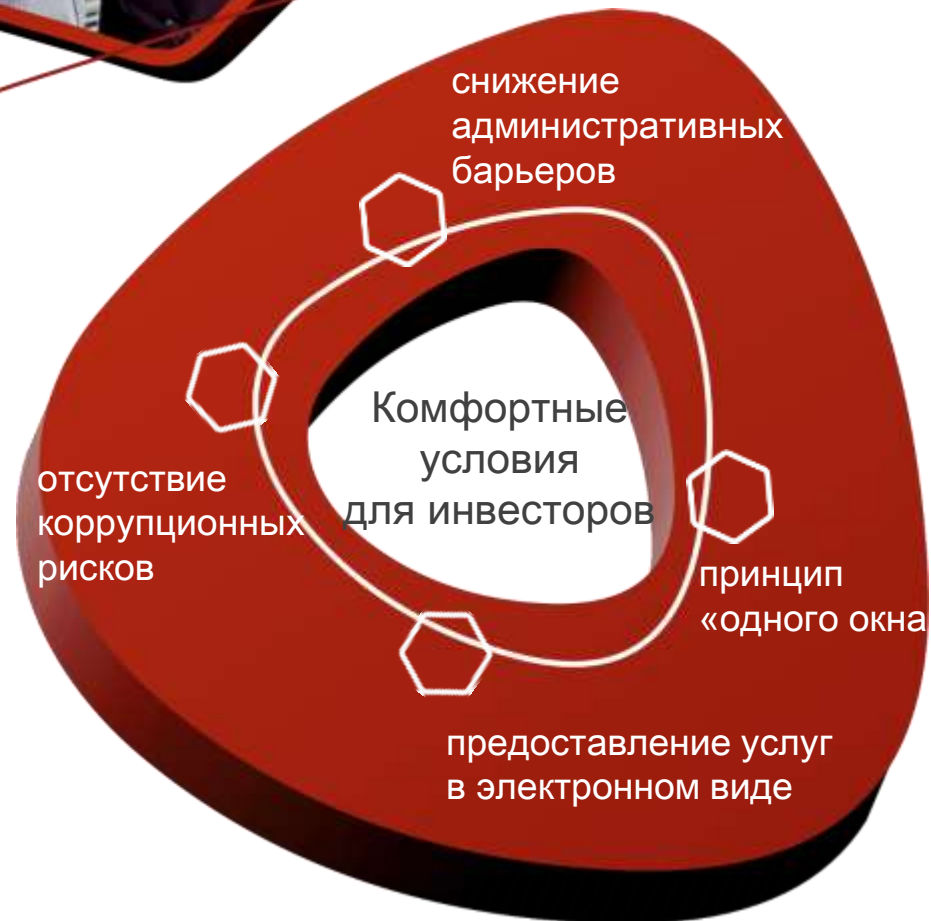 снижение
административных
барьеров
Комфортные
условия
для инвесторов
отсутствие
коррупционных
рисков
принцип
«одного окна
предоставление услуг
в электронном виде